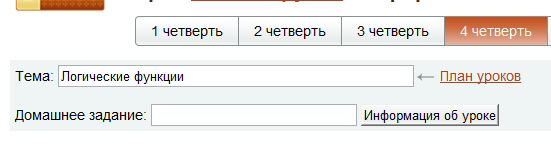 1 четверть 2 четверть 3 четверть 4 четверть
Тема: Логические функции ← План уроков
Домашнее задание: Информация об уроке